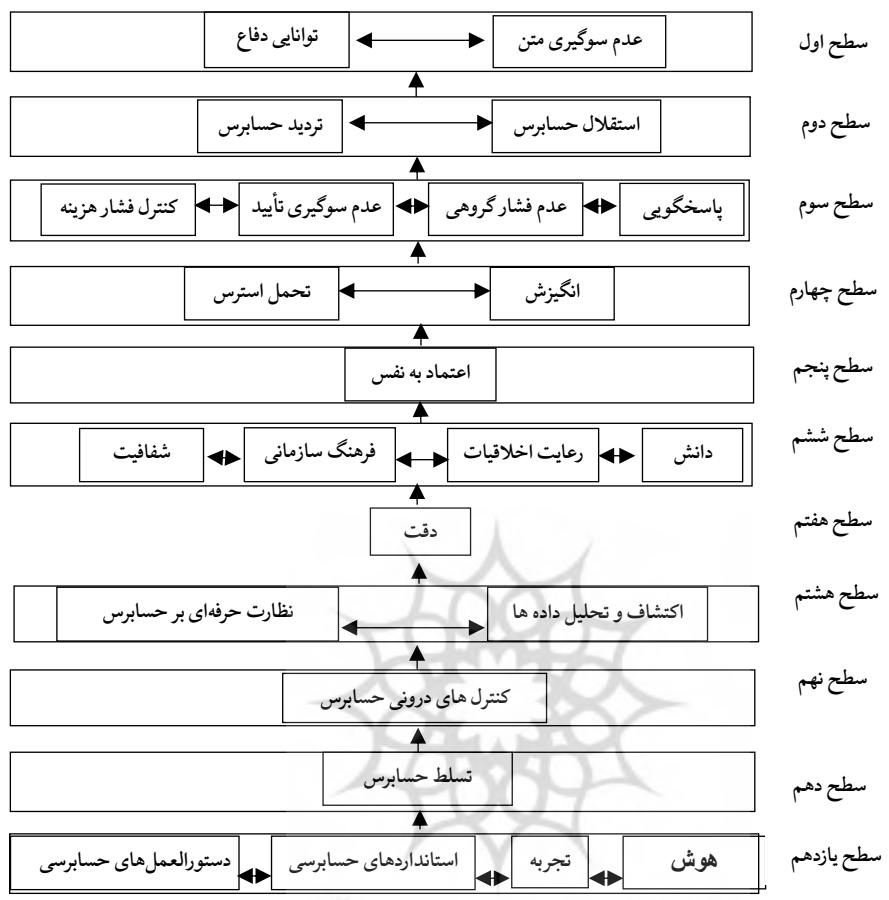 سطح اول
عدم سوگیری متن
توانایی دفاع
سطح دوم
استقلال حسابرس
تردید حسابرس
سطح سوم
پاسخگویی
عدم فشار گروهی
عدم سوگیری تأیید
کنترل فشار هزینه
سطح چهارم
انگیزش
تحمل استرس
سطح پنجم
اعتماد به نفس
سطح ششم
دانش
رعایت اخلاقیات
فرهنگ سازمانی
شفافیت
سطح هفتم
دقت
سطح هشتم
اکتشاف و تحلیل داده ها
نظارت حرفه‌ای بر حسابرس
سطح نهم
کنترل های درونی حسابرس
سطح دهم
تسلط حسابرس
سطح یازدهم
هوش
تجربه
استانداردهای حسابرسی
دستورالعمل‌های حسابرسی